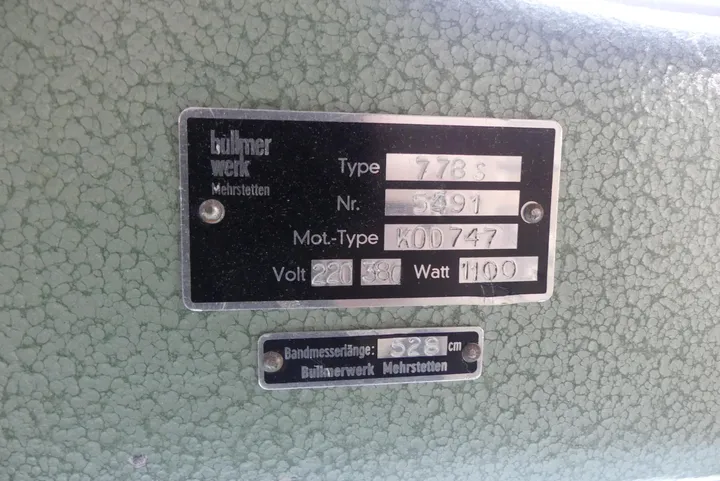 bullmer
werk
Mehrstetten
Type 778 S
Nr. 5491
Mot.-Type K00747
Volt 220 380 Watt 1100
Bandmesserlänge: 528 cm
Bullmerwerk Mehrstetten